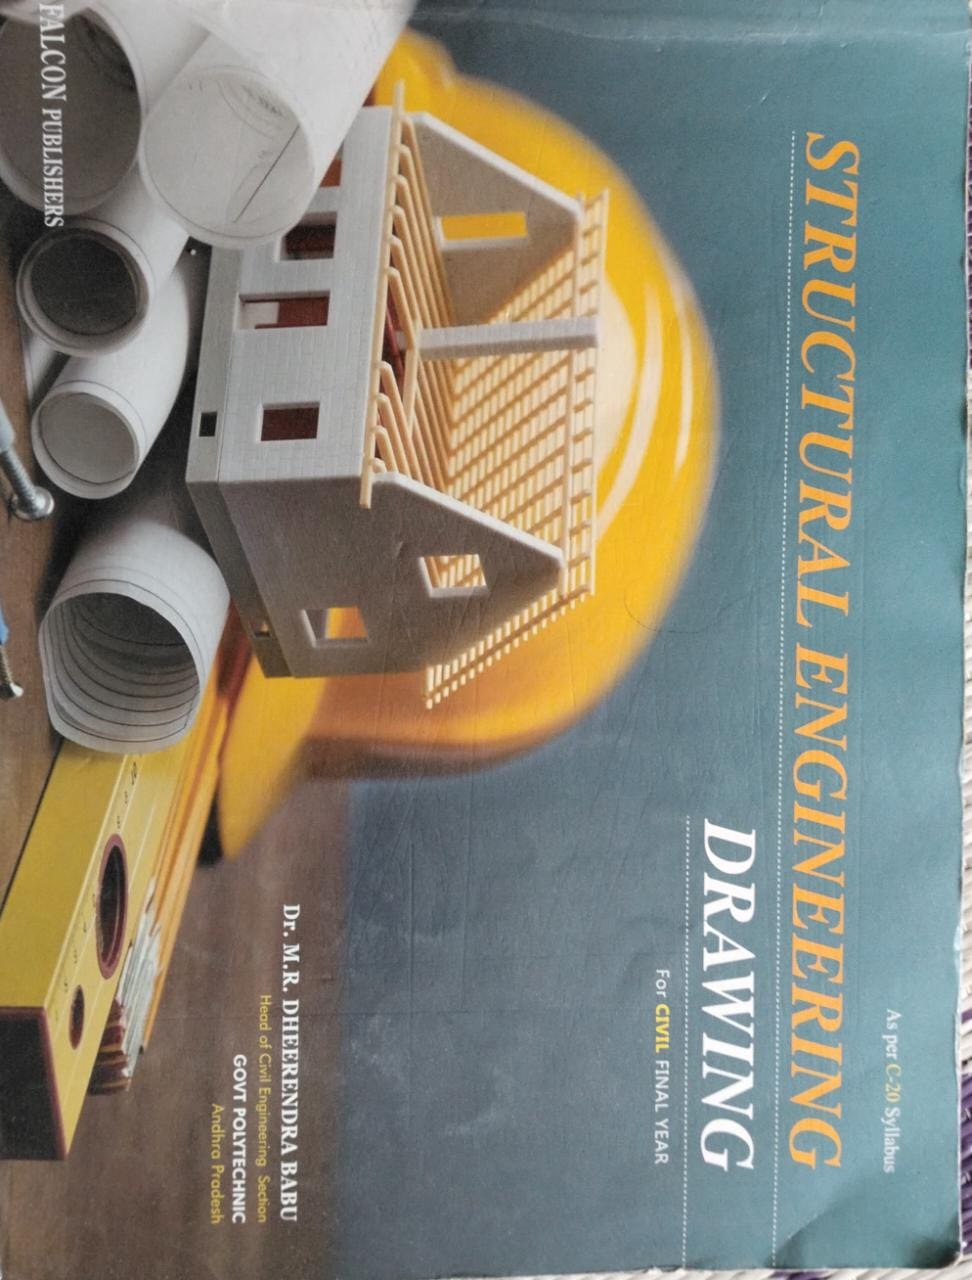 As per C-20 Syllabus
STRUCTURAL ENGINEERING
DRAWING
For CIVIL FINAL YEAR
Dr. M.R. DHEERENDRA BABU
Head of Civil Engineering Section
GOVT POLYTECHNIC
Andhra Pradesh
FALCON PUBLISHERS